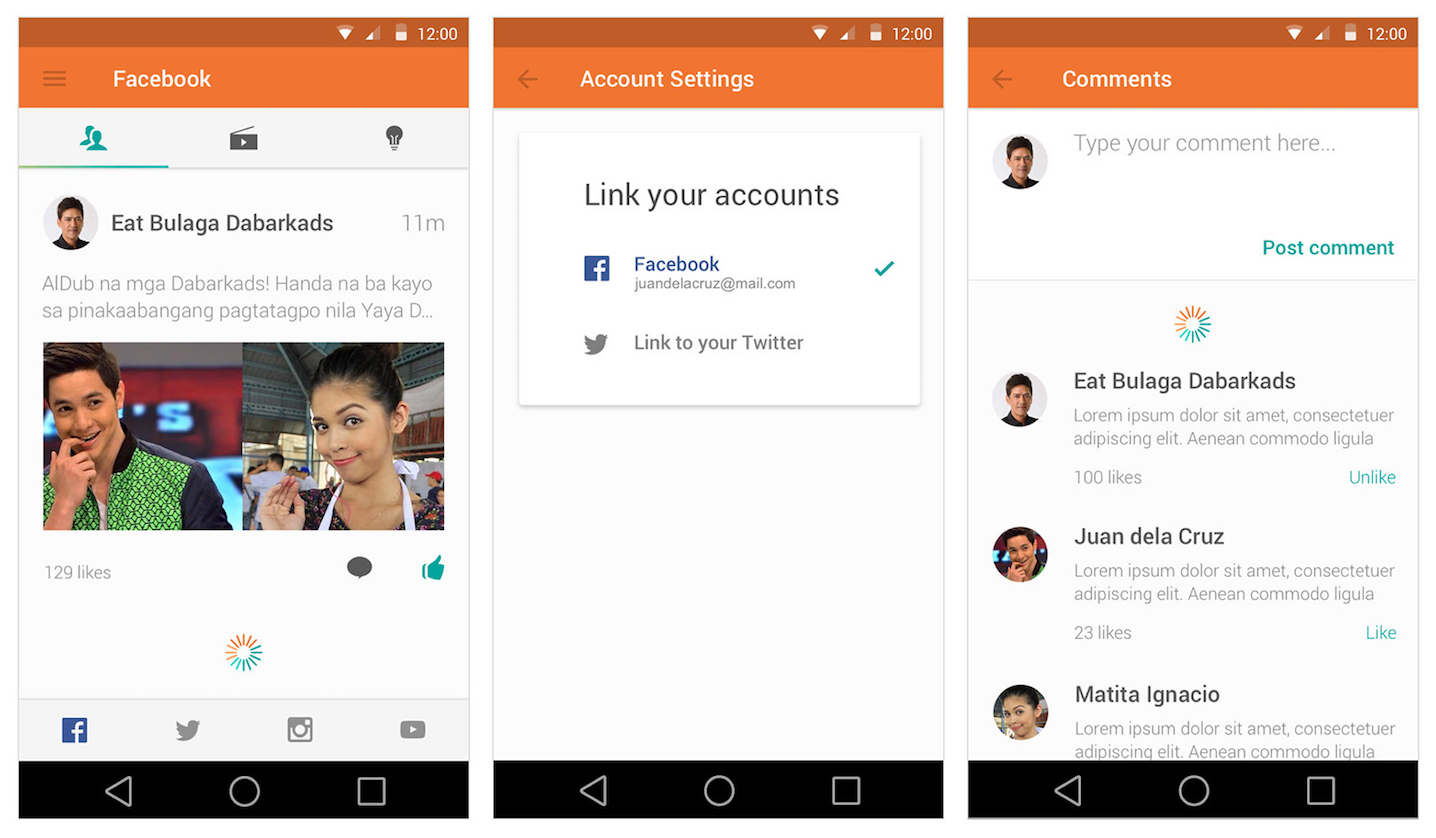 12:00
Facebook
Eat Bulaga Dabarkads
11m
AlDub na mga Dabarkads! Handa na ba kayo
sa pinakaabangang pagtatagpo nila Yaya D...
129 likes
12:00
Account Settings
Link your accounts
Facebook
juandelacruz@mail.com
Link to your Twitter
12:00
Comments
Type your comment here...
Post comment
Eat Bulaga Dabarkads
Lorem ipsum dolor sit amet, consectetuer
adipiscing elit. Aenean commodo ligula
100 likes
Unlike
Juan dela Cruz
Lorem ipsum dolor sit amet, consectetuer
adipiscing elit. Aenean commodo ligula
23 likes
Like
Matita Ignacio
Lorem ipsum dolor sit amet, consectetuer
adipiscing elit. Aenean commodo ligula